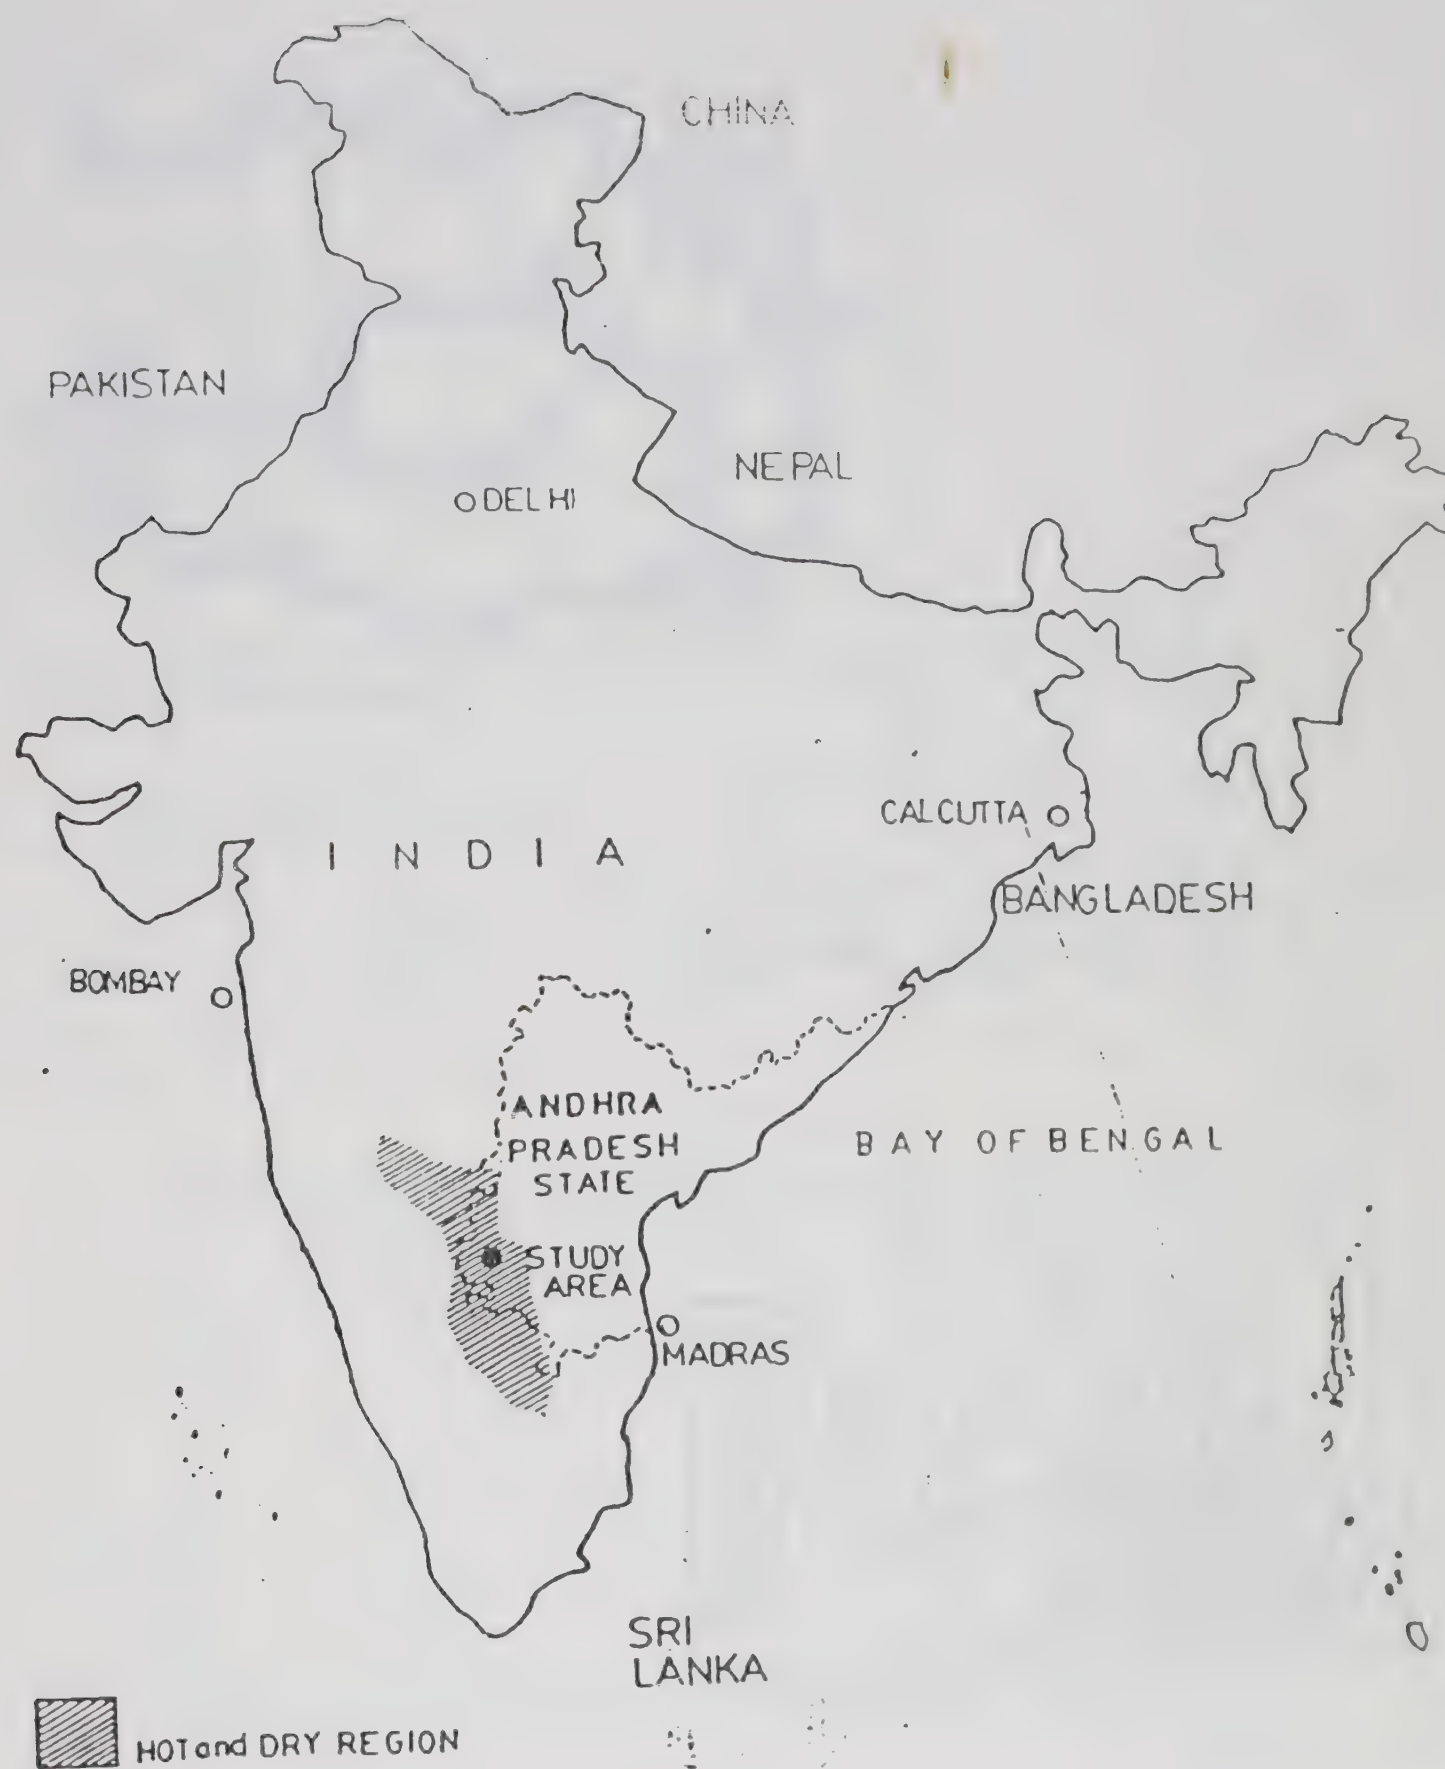 CHINA
PAKISTAN
NEPAL
DELHI
CALCUTTA
INDIA
BANGLADESH
BOMBAY
ANDHRA
PRADESH
STATE
BAY OF BENGAL
STUDY
AREA
MADRAS
SRI
LANKA
HOT and DRY REGION